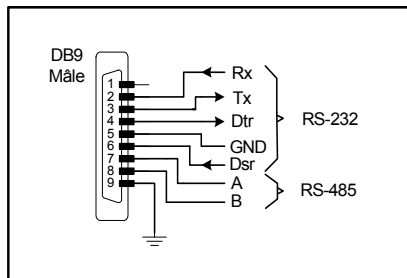 DB9
Mâle
1
2
3
4
5
6
7
8
9
Rx
Tx
Dtr
GND
Dsr
A
B
RS-232
RS-485